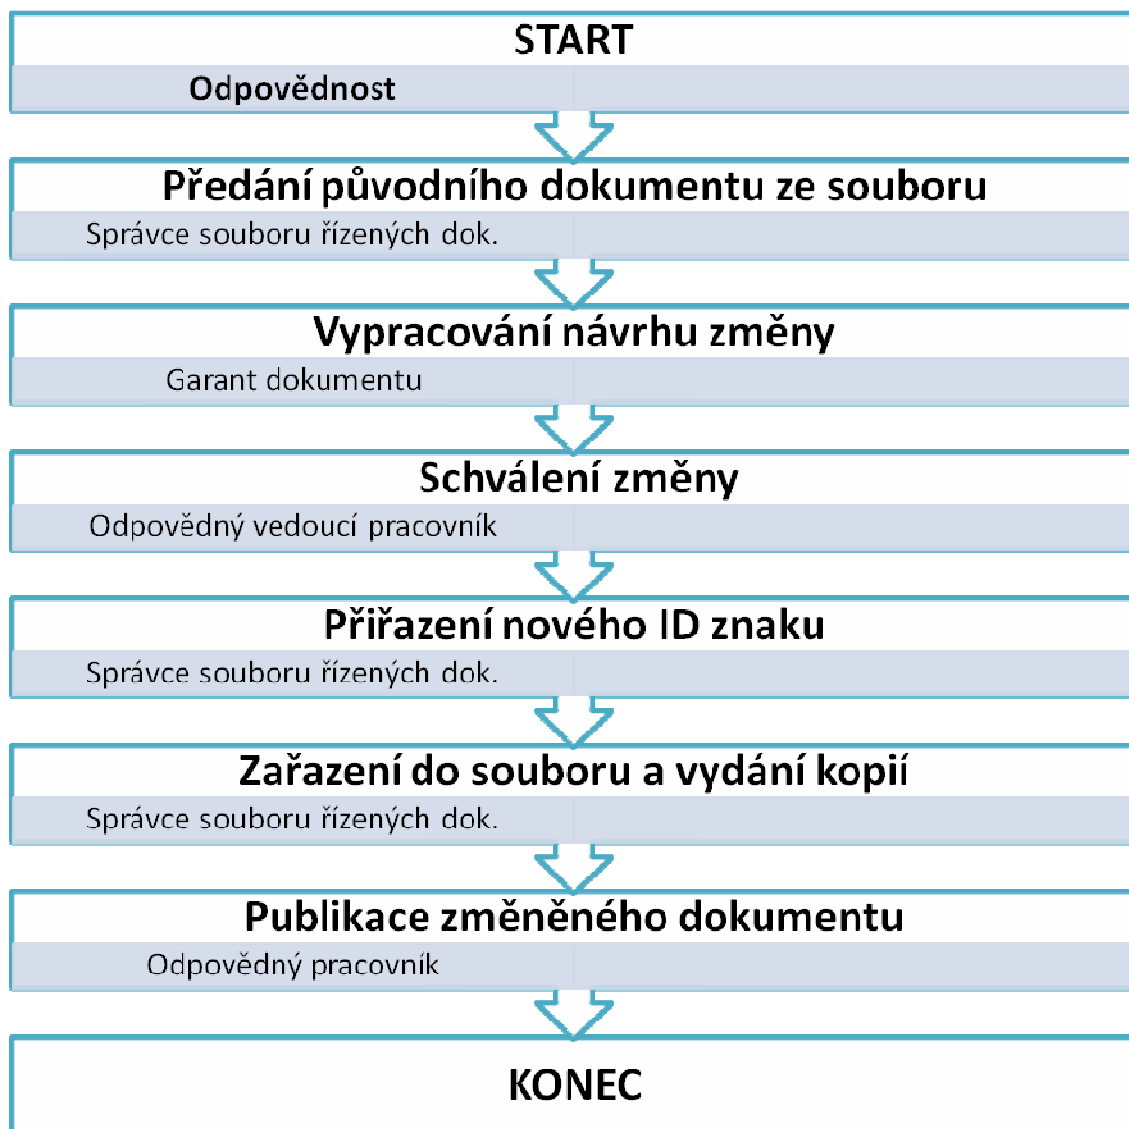 START
Odpovědnost
Předání původního dokumentu ze souboru
Správce souboru řízených dok.
Vypracování návrhu změny
Garant dokumentu
Schválení změny
Odpovědný vedoucí pracovník
Přiřazení nového ID znaku
Správce souboru řízených dok.
Zařazení do souboru a vydání kopií
Správce souboru řízených dok.
Publikace změněného dokumentu
Odpovědný pracovník
KONEC